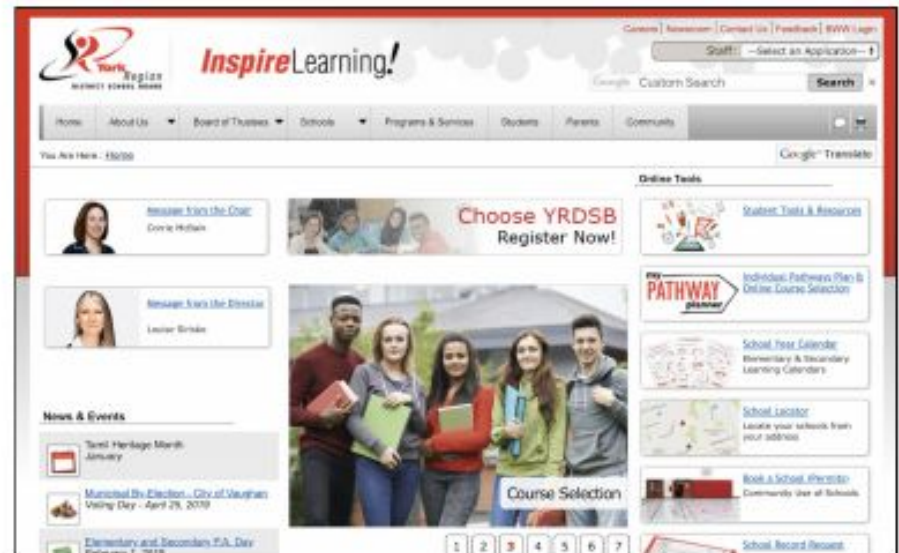 Careers | Newsroom | Contact Us | Feedback | BWW Login
York
Region
DISTRICT SCHOOL BOARD
InspireLearning!
Staff: --Select an Application--
Google Custom Search
Search
Home
About Us
Board of Trustees
Schools
Programs & Services
Students
Parents
Community
You Are Here : Home
Google Translate
Message from the Chair
Corrie McBain
Message from the Director
Louise Sirisko
News & Events
Tamil Heritage Month
January
Municipal By-Election - City of Vaughan
Voting Day - April 25, 2019
Elementary and Secondary P.A. Day
February 1, 2019
Choose YRDSB
Register Now!
Course Selection
1 2 3 4 5 6 7
Online Tools
Student Tools & Resources
my
PATHWAY
planner
Individual Pathways Plan &
Online Course Selection
School Year Calendar
Elementary & Secondary
Learning Calendars
School Locator
Locate your schools from
your address
Book a School (Permits)
Community Use of Schools
School Record Request